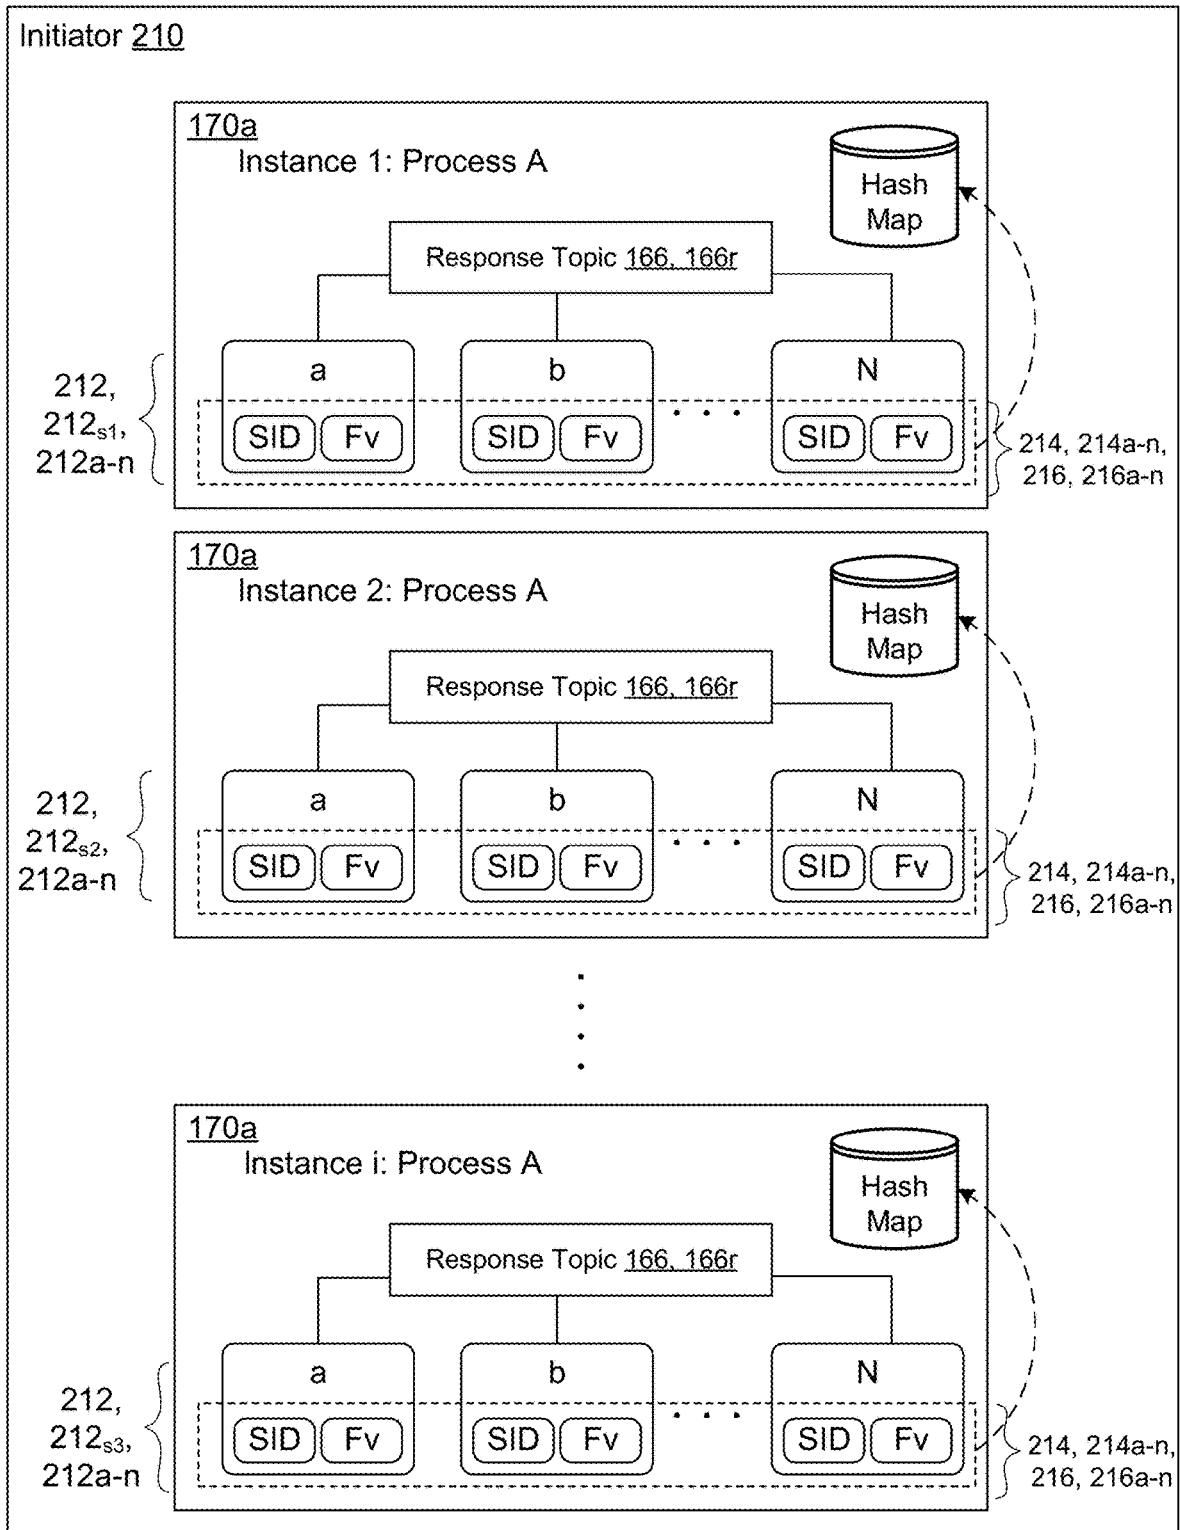 Initiator 210
170a
Instance 1: Process A
Hash
Map
Response Topic 166, 166r
a
b
N
. . .
SID Fv
SID Fv
SID Fv
212,
212s1,
212a-n
214, 214a-n,
216, 216a-n
170a
Instance 2: Process A
Hash
Map
Response Topic 166, 166r
a
b
N
. . .
SID Fv
SID Fv
SID Fv
212,
212s2,
212a-n
214, 214a-n,
216, 216a-n
170a
Instance i: Process A
Hash
Map
Response Topic 166, 166r
a
b
N
. . .
SID Fv
SID Fv
SID Fv
212,
212s3,
212a-n
214, 214a-n,
216, 216a-n